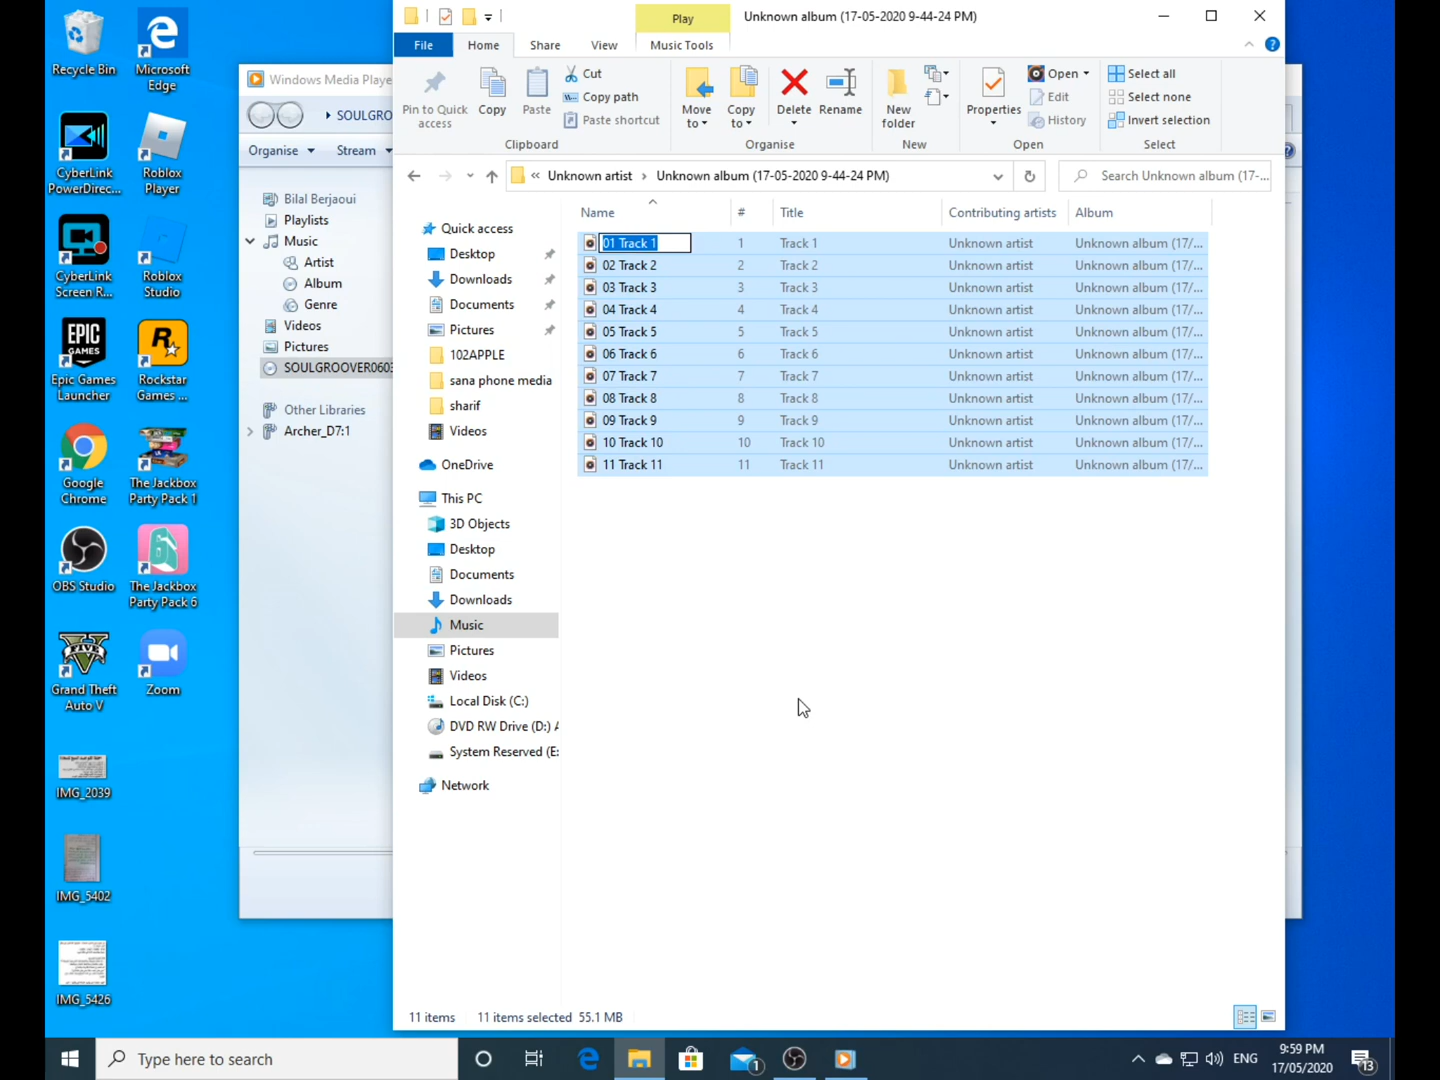 Recycle Bin
Microsoft Edge
CyberLink PowerDirec...
Roblox Player
CyberLink Screen R...
Roblox Studio
EPIC GAMES
Epic Games Launcher
Rockstar Games ...
Google Chrome
The Jackbox Party Pack 1
OBS Studio
The Jackbox Party Pack 6
FIVE
Grand Theft Auto V
Zoom
IMG_2039
IMG_5402
IMG_5426
Windows Media Playe
SOULGRO
Organise
Stream
Bilal Berjaoui
Playlists
Music
Artist
Album
Genre
Videos
Pictures
SOULGROOVER0603
Other Libraries
Archer_D7:1
Play
Unknown album (17-05-2020 9-44-24 PM)
File
Home
Share
View
Music Tools
Pin to Quick access
Copy
Paste
Cut
Copy path
Paste shortcut
Clipboard
Move to
Copy to
Delete
Rename
Organise
New folder
New
Properties
Open
Edit
History
Open
Select all
Select none
Invert selection
Select
« Unknown artist › Unknown album (17-05-2020 9-44-24 PM)
Search Unknown album (17-...
Quick access
Desktop
Downloads
Documents
Pictures
102APPLE
sana phone media
sharif
Videos
OneDrive
This PC
3D Objects
Desktop
Documents
Downloads
Music
Pictures
Videos
Local Disk (C:)
DVD RW Drive (D:) A
System Reserved (E:
Network
Name # Title Contributing artists Album
01 Track 1 1 Track 1 Unknown artist Unknown album (17/...
02 Track 2 2 Track 2 Unknown artist Unknown album (17/...
03 Track 3 3 Track 3 Unknown artist Unknown album (17/...
04 Track 4 4 Track 4 Unknown artist Unknown album (17/...
05 Track 5 5 Track 5 Unknown artist Unknown album (17/...
06 Track 6 6 Track 6 Unknown artist Unknown album (17/...
07 Track 7 7 Track 7 Unknown artist Unknown album (17/...
08 Track 8 8 Track 8 Unknown artist Unknown album (17/...
09 Track 9 9 Track 9 Unknown artist Unknown album (17/...
10 Track 10 10 Track 10 Unknown artist Unknown album (17/...
11 Track 11 11 Track 11 Unknown artist Unknown album (17/...
11 items 11 items selected 55.1 MB
Type here to search
1
ENG
9:59 PM
17/05/2020
13